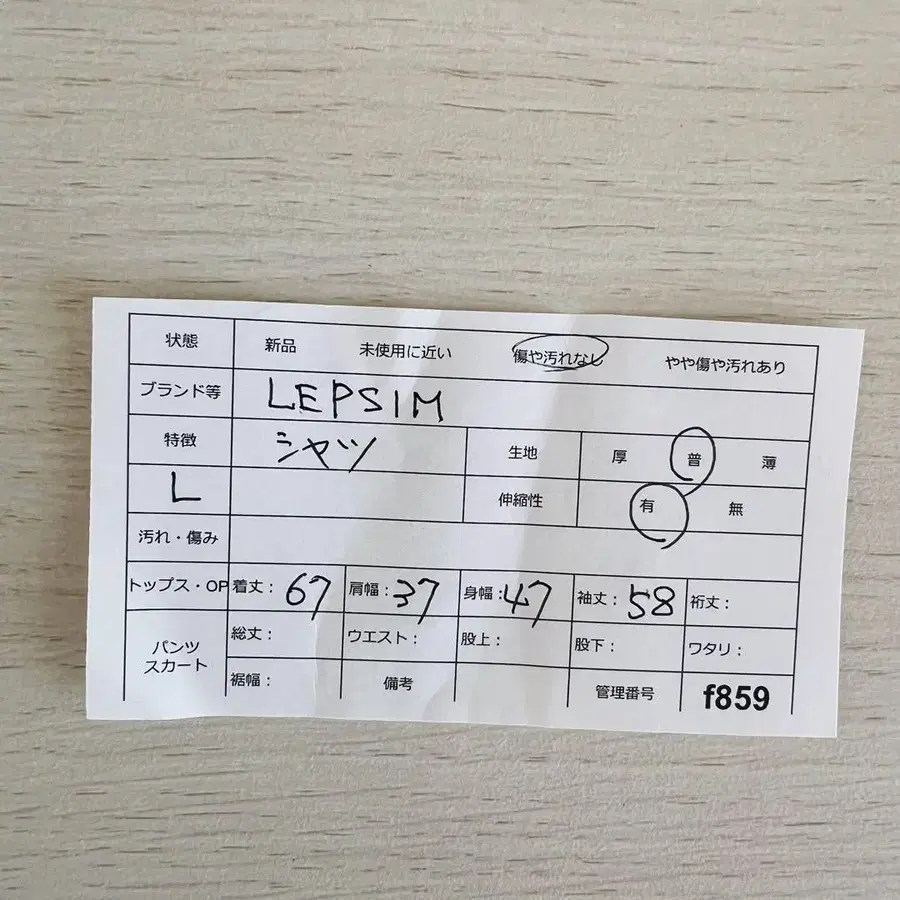 状態 新品 未使用に近い 傷や汚れなし やや傷や汚れあり
ブランド等 LEPSIM
特徴 シャツ 生地 厚 普 薄
L 伸縮性 有 無
汚れ・傷み
トップス・OP 着丈： 67 肩幅： 37 身幅： 47 袖丈： 58 裄丈：
パンツ スカート 総丈： ウエスト： 股上： 股下： ワタリ：
裾幅： 備考 管理番号 f859